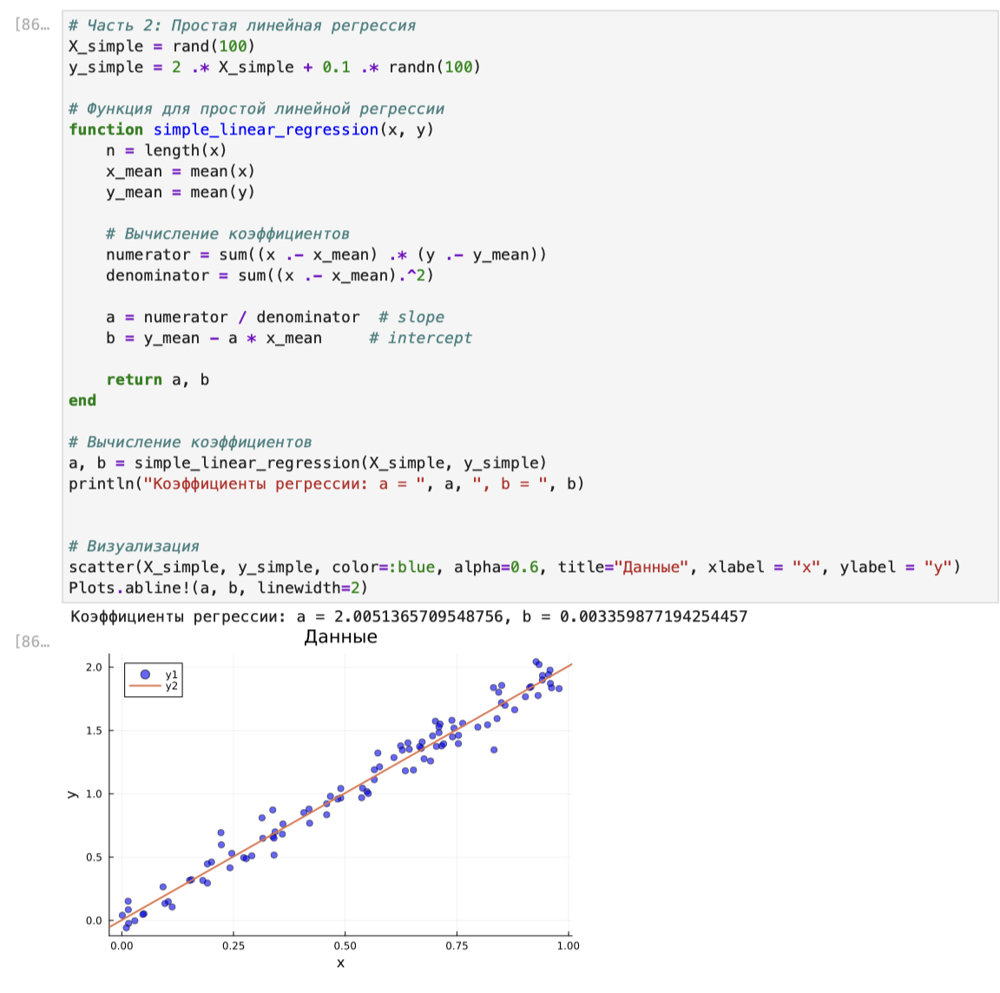 [86…
# Часть 2: Простая линейная регрессия
X_simple = rand(100)
y_simple = 2 .* X_simple + 0.1 .* randn(100)
# Функция для простой линейной регрессии
function simple_linear_regression(x, y)
    n = length(x)
    x_mean = mean(x)
    y_mean = mean(y)
    # Вычисление коэффициентов
    numerator = sum((x .- x_mean) .* (y .- y_mean))
    denominator = sum((x .- x_mean).^2)
    a = numerator / denominator  # slope
    b = y_mean - a * x_mean     # intercept
    return a, b
end
# Вычисление коэффициентов
a, b = simple_linear_regression(X_simple, y_simple)
println("Коэффициенты регрессии: a = ", a, ", b = ", b)
# Визуализация
scatter(X_simple, y_simple, color=:blue, alpha=0.6, title="Данные", xlabel = "x", ylabel = "y")
Plots.abline!(a, b, linewidth=2)
Коэффициенты регрессии: a = 2.0051365709548756, b = 0.003359877194254457
[86…
Данные
y1
y2
2.0
1.5
1.0
0.5
0.0
y
0.00 0.25 0.50 0.75 1.00
x